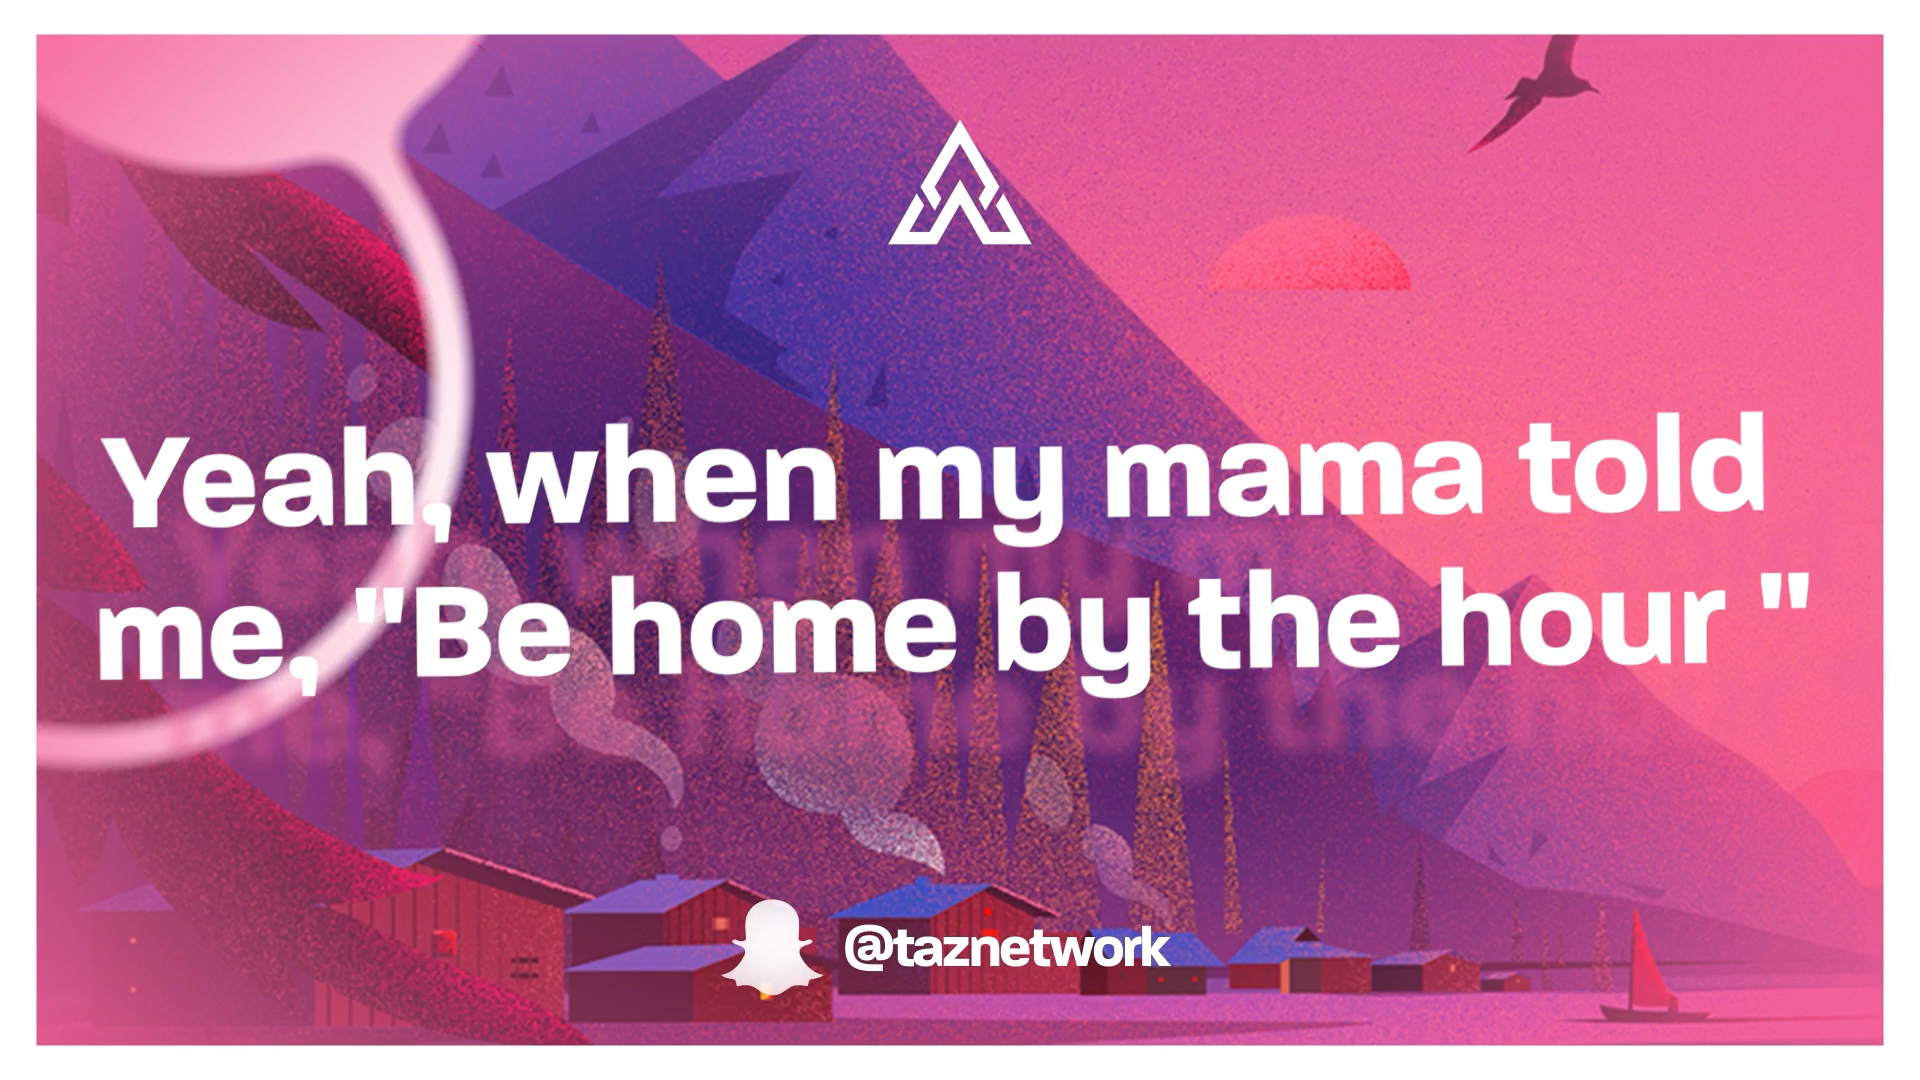 Yeah, when my mama told
me, "Be home by the hour "
@taznetwork